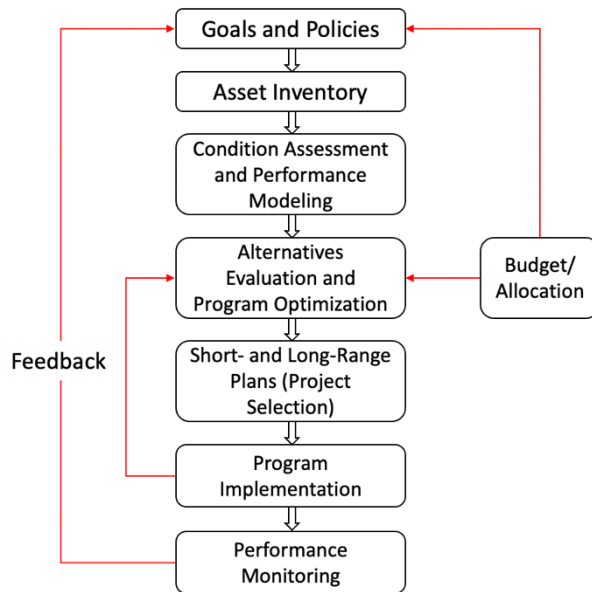 Goals and Policies
Asset Inventory
Condition Assessment
and Performance
Modeling
Alternatives
Evaluation and
Program Optimization
Budget/
Allocation
Feedback
Short- and Long-Range
Plans (Project
Selection)
Program
Implementation
Performance
Monitoring